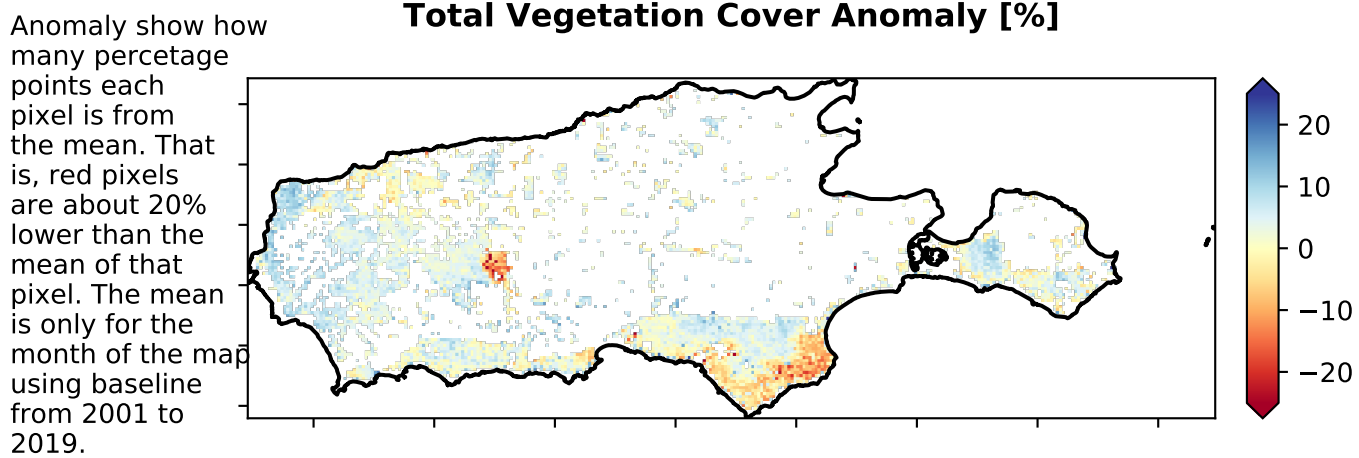 Total Vegetation Cover Anomaly [%]
Anomaly show how
many percetage
points each
pixel is from
the mean. That
is, red pixels
are about 20%
lower than the
mean of that
pixel. The mean
is only for the
month of the map
using baseline
from 2001 to
2019.
20
10
0
−10
−20